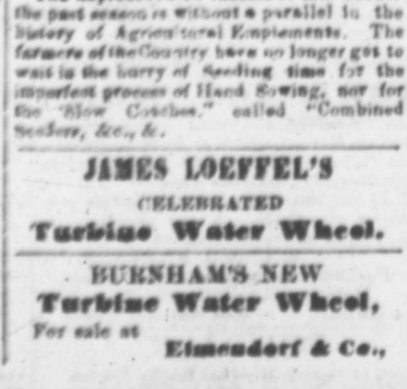 the past season is without a parallel in the
history of Agricultural Emplements. The
farmers of the Country have no longer got to
wait in the hurry of Seeding time for the
imperfect process of Hand Sowing, nor for
the "Slow Coaches," called "Combined
Seeders, &c., &.
JAMES LOEFFEL'S
CELEBRATED
Turbine Water Wheel.
BURNHAM'S NEW
Turbine Water Wheel,
For sale at
Elmendorf & Co.,